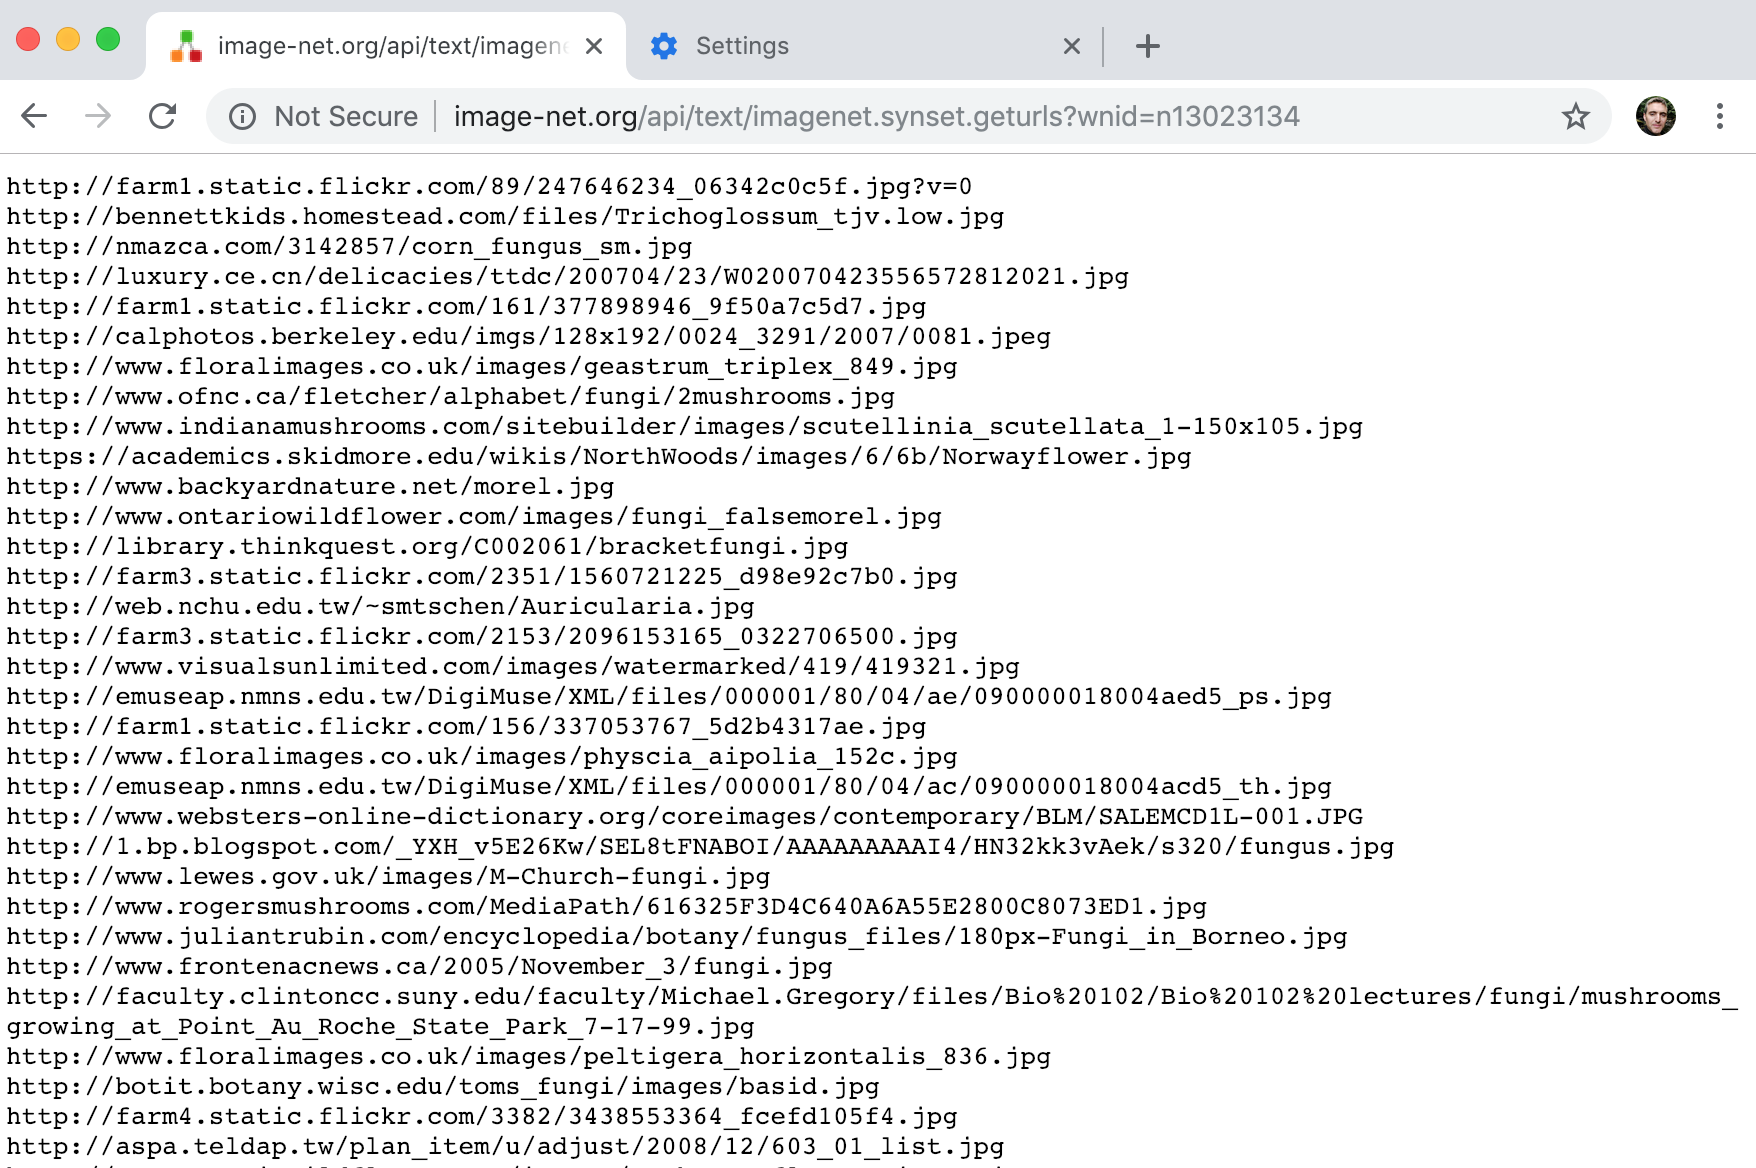 image-net.org/api/text/imagene
Settings
Not Secure
image-net.org/api/text/imagenet.synset.geturls?wnid=n13023134
http://farm1.static.flickr.com/89/247646234_06342c0c5f.jpg?v=0
http://bennettkids.homestead.com/files/Trichoglossum_tjv.low.jpg
http://nmazca.com/3142857/corn_fungus_sm.jpg
http://luxury.ce.cn/delicacies/ttdc/200704/23/W020070423556572812021.jpg
http://farm1.static.flickr.com/161/377898946_9f50a7c5d7.jpg
http://calphotos.berkeley.edu/imgs/128x192/0024_3291/2007/0081.jpeg
http://www.floralimages.co.uk/images/geastrum_triplex_849.jpg
http://www.ofnc.ca/fletcher/alphabet/fungi/2mushrooms.jpg
http://www.indianamushrooms.com/sitebuilder/images/scutellinia_scutellata_1-150x105.jpg
https://academics.skidmore.edu/wikis/NorthWoods/images/6/6b/Norwayflower.jpg
http://www.backyardnature.net/morel.jpg
http://www.ontariowildflower.com/images/fungi_falsemorel.jpg
http://library.thinkquest.org/C002061/bracketfungi.jpg
http://farm3.static.flickr.com/2351/1560721225_d98e92c7b0.jpg
http://web.nchu.edu.tw/~smtschen/Auricularia.jpg
http://farm3.static.flickr.com/2153/2096153165_0322706500.jpg
http://www.visualsunlimited.com/images/watermarked/419/419321.jpg
http://emuseap.nmns.edu.tw/DigiMuse/XML/files/000001/80/04/ae/090000018004aed5_ps.jpg
http://farm1.static.flickr.com/156/337053767_5d2b4317ae.jpg
http://www.floralimages.co.uk/images/physcia_aipolia_152c.jpg
http://emuseap.nmns.edu.tw/DigiMuse/XML/files/000001/80/04/ac/090000018004acd5_th.jpg
http://www.websters-online-dictionary.org/coreimages/contemporary/BLM/SALEMCD1L-001.JPG
http://1.bp.blogspot.com/_YXH_v5E26Kw/SEL8tFNABOI/AAAAAAAAAI4/HN32kk3vAek/s320/fungus.jpg
http://www.lewes.gov.uk/images/M-Church-fungi.jpg
http://www.rogersmushrooms.com/MediaPath/616325F3D4C640A6A55E2800C8073ED1.jpg
http://www.juliantrubin.com/encyclopedia/botany/fungus_files/180px-Fungi_in_Borneo.jpg
http://www.frontenacnews.ca/2005/November_3/fungi.jpg
http://faculty.clintoncc.suny.edu/faculty/Michael.Gregory/files/Bio%20102/Bio%20102%20lectures/fungi/mushrooms_
growing_at_Point_Au_Roche_State_Park_7-17-99.jpg
http://www.floralimages.co.uk/images/peltigera_horizontalis_836.jpg
http://botit.botany.wisc.edu/toms_fungi/images/basid.jpg
http://farm4.static.flickr.com/3382/3438553364_fcefd105f4.jpg
http://aspa.teldap.tw/plan_item/u/adjust/2008/12/603_01_list.jpg